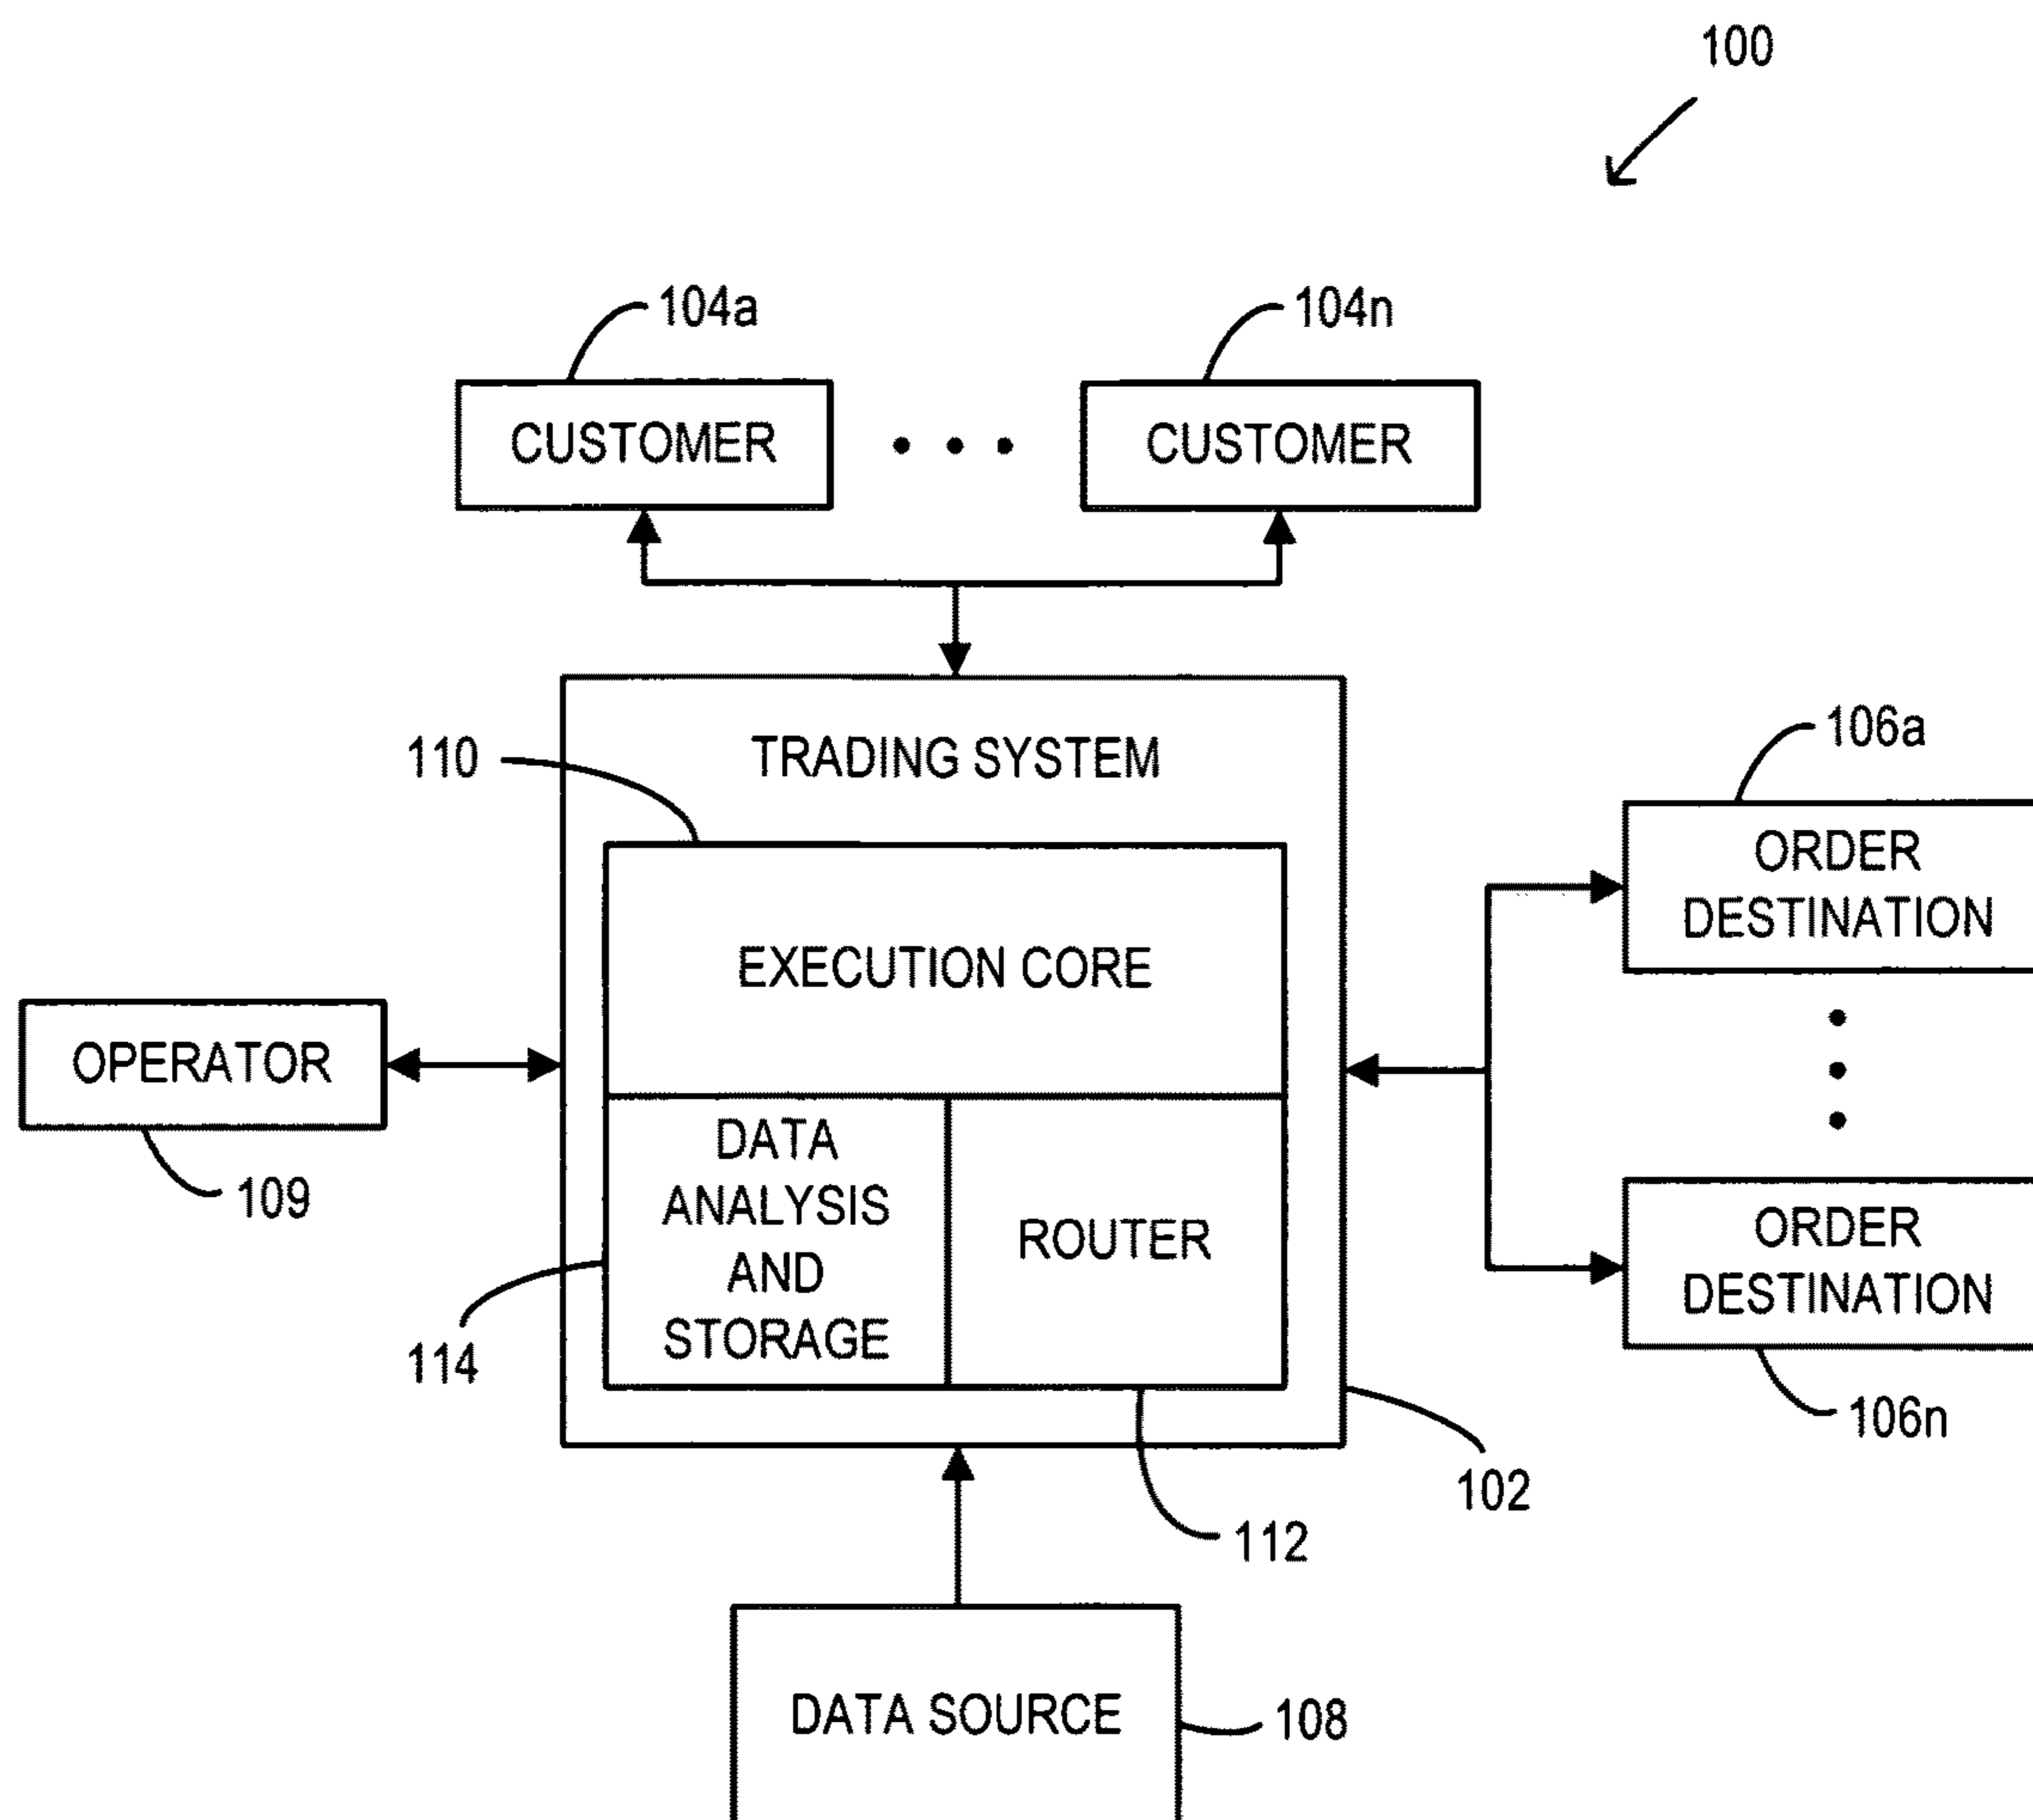 100
104a
104n
CUSTOMER
CUSTOMER
110
TRADING SYSTEM
106a
ORDER
DESTINATION
EXECUTION CORE
OPERATOR
109
DATA
ANALYSIS
AND
STORAGE
ROUTER
114
ORDER
DESTINATION
106n
102
112
DATA SOURCE
108